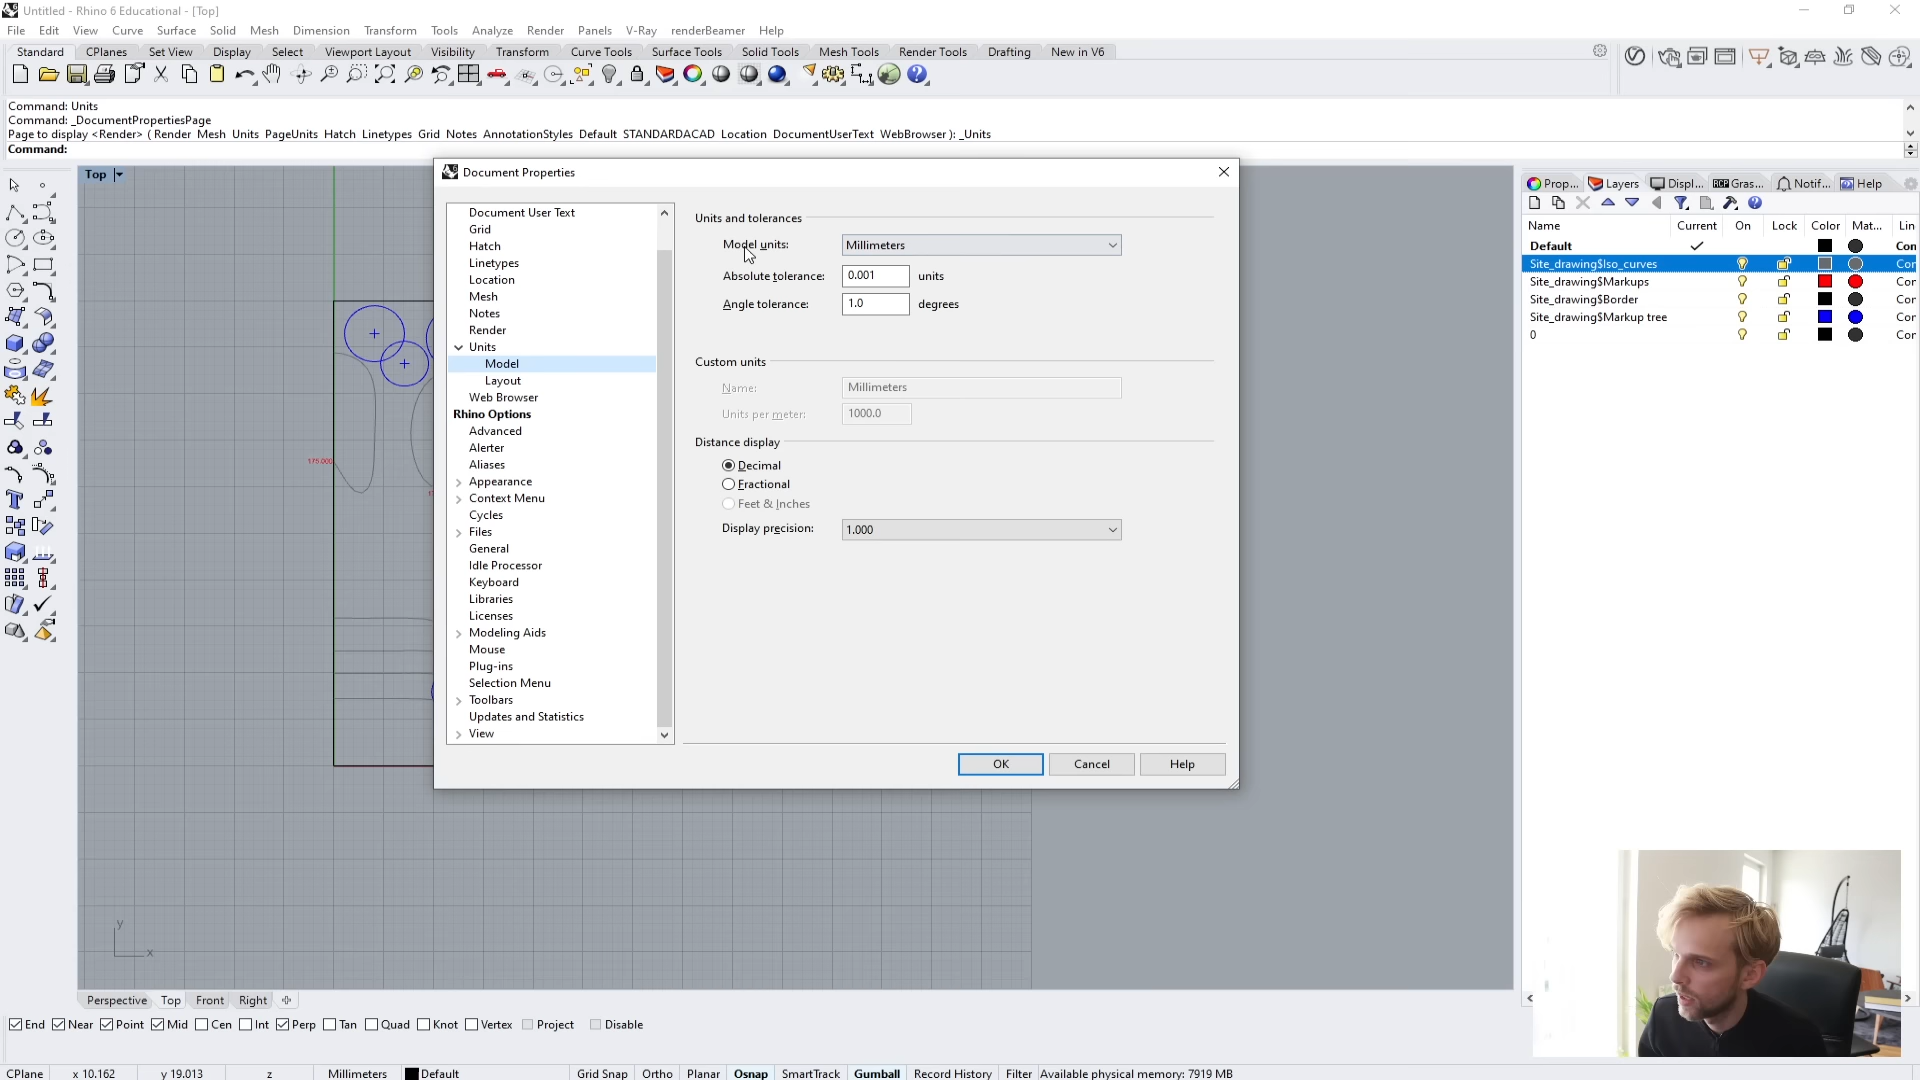 Untitled - Rhino 6 Educational - [Top]
File Edit View Curve Surface Solid Mesh Dimension Transform Tools Analyze Render Panels V-Ray renderBeamer Help
Standard CPlanes Set View Display Select Viewport Layout Visibility Transform Curve Tools Surface Tools Solid Tools Mesh Tools Render Tools Drafting New in V6
Command: Units
Command: _DocumentPropertiesPage
Page to display <Render> ( Render Mesh Units PageUnits Hatch Linetypes Grid Notes AnnotationStyles Default STANDARDACAD Location DocumentUserText WebBrowser ): _Units
Command:
Top
175.000
y
x
Document Properties
Document User Text
Grid
Hatch
Linetypes
Location
Mesh
Notes
Render
Units
Model
Layout
Web Browser
Rhino Options
Advanced
Alerter
Aliases
Appearance
Context Menu
Cycles
Files
General
Idle Processor
Keyboard
Libraries
Licenses
Modeling Aids
Mouse
Plug-ins
Selection Menu
Toolbars
Updates and Statistics
View
Units and tolerances
Model units: Millimeters
Absolute tolerance: 0.001 units
Angle tolerance: 1.0 degrees
Custom units
Name: Millimeters
Units per meter: 1000.0
Distance display
Decimal
Fractional
Feet & Inches
Display precision: 1.000
OK Cancel Help
Prop... Layers Displ... Gras... Notif... Help
Name Current On Lock Color Mat... Lin
Default Con
Site_drawing$Iso_curves Cor
Site_drawing$Markups Cor
Site_drawing$Border Cor
Site_drawing$Markup tree Cor
0 Cor
Perspective Top Front Right
End Near Point Mid Cen Int Perp Tan Quad Knot Vertex Project Disable
CPlane x 10.162 y 19.013 z Millimeters Default Grid Snap Ortho Planar Osnap SmartTrack Gumball Record History Filter Available physical memory: 7919 MB